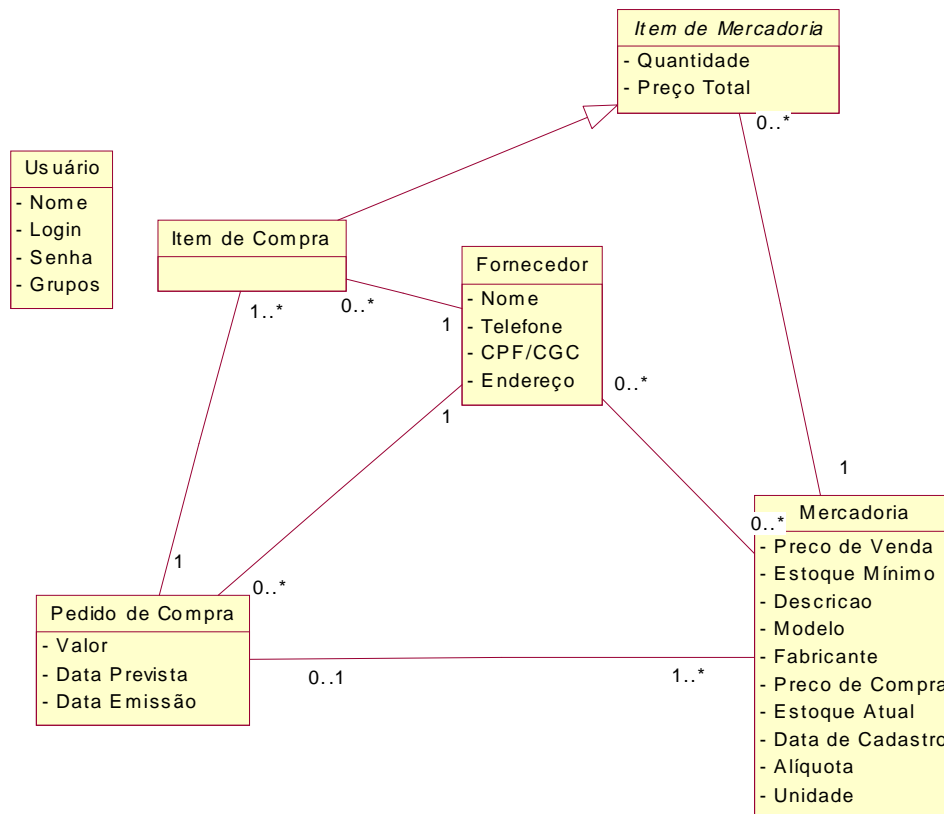 Item de Mercadoria
- Quantidade
- Preço Total
0..*
Usuário
- Nome
- Login
- Senha
- Grupos
Item de Compra
1..*
0..*
Fornecedor
- Nome
- Telefone
- CPF/CGC
- Endereço
1
1
0..*
1
0..*
Mercadoria
- Preco de Venda
- Estoque Mínimo
- Descricao
- Modelo
- Fabricante
- Preco de Compra
- Estoque Atual
- Data de Cadastro
- Alíquota
- Unidade
1
0..*
Pedido de Compra
- Valor
- Data Prevista
- Data Emissão
0..1
1..*